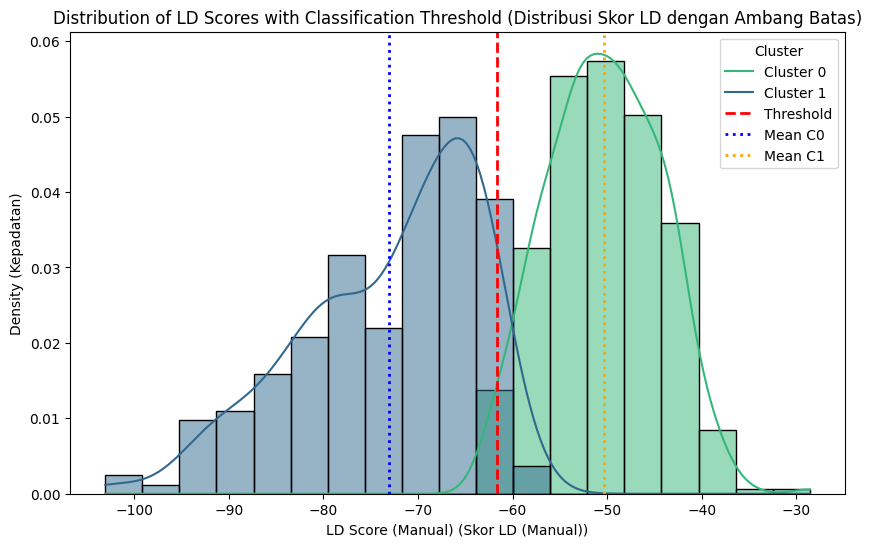 Distribution of LD Scores with Classification Threshold (Distribusi Skor LD dengan Ambang Batas)
Cluster
Cluster 0
Cluster 1
Threshold
Mean C0
Mean C1
Density (Kepadatan)
0.06
0.05
0.04
0.03
0.02
0.01
0.00
−100
−90
−80
−70
−60
−50
−40
−30
LD Score (Manual) (Skor LD (Manual))